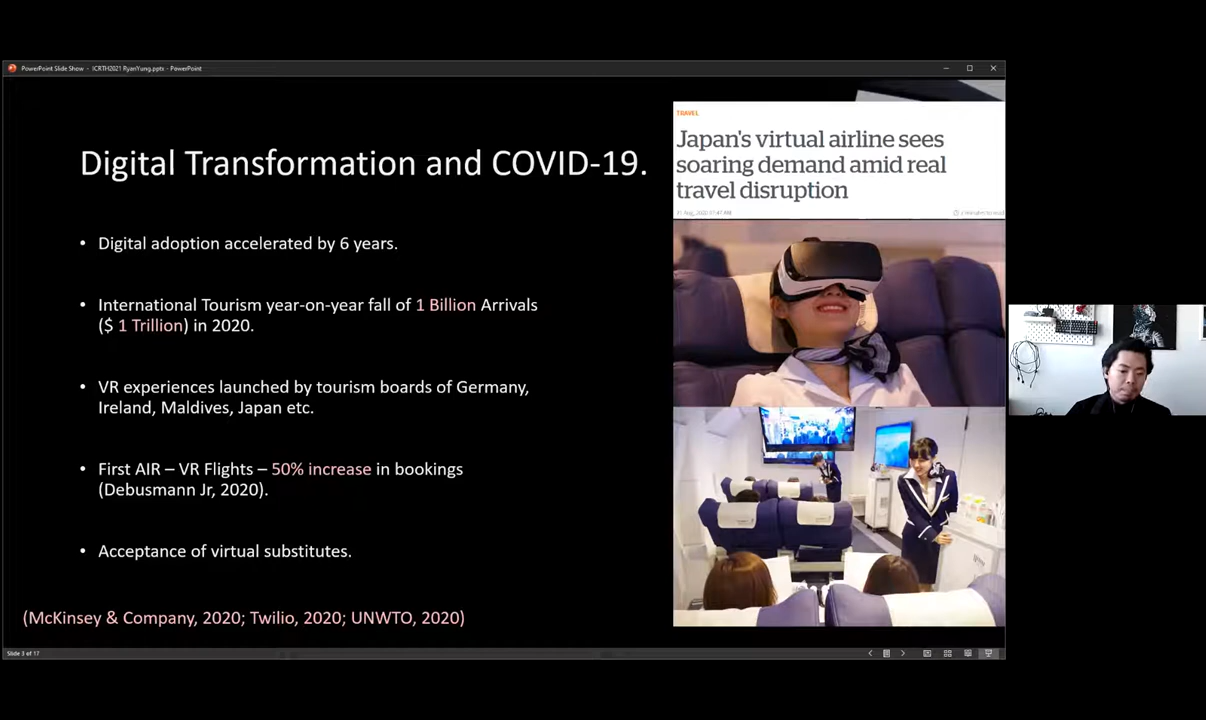 PowerPoint Slide Show - ICRTH2021 RyanYung.pptx - PowerPoint
Digital Transformation and COVID-19.
• Digital adoption accelerated by 6 years.
• International Tourism year-on-year fall of 1 Billion Arrivals
($ 1 Trillion) in 2020.
• VR experiences launched by tourism boards of Germany,
Ireland, Maldives, Japan etc.
• First AIR – VR Flights – 50% increase in bookings
(Debusmann Jr, 2020).
• Acceptance of virtual substitutes.
(McKinsey & Company, 2020; Twilio, 2020; UNWTO, 2020)
TRAVEL
Japan's virtual airline sees
soaring demand amid real
travel disruption
2 minutes to read
Slide 3 of 17